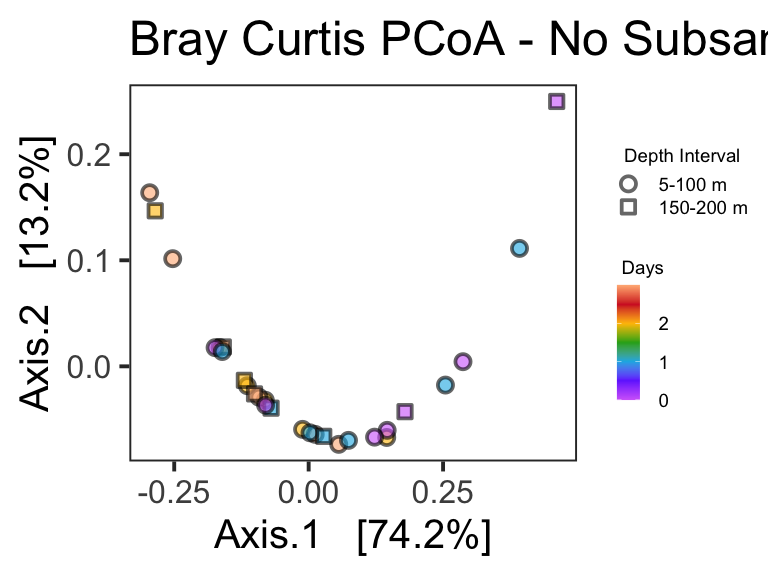 Bray Curtis PCoA - No Subsar
0.2
0.1
0.0
Axis.2 [13.2%]
-0.25 0.00 0.25
Axis.1 [74.2%]
Depth Interval
5-100 m
150-200 m
Days
2
1
0